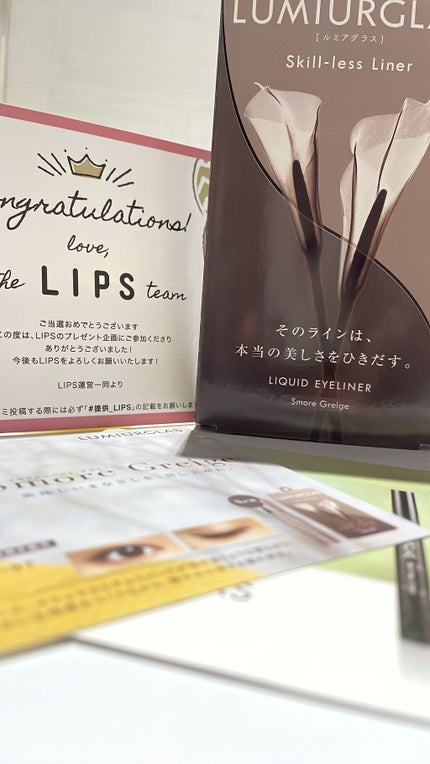 ongratulations!
love,
he LIPS team
ご当選おめでとうございます
この度は、LIPSのプレゼント企画にご参加くださり
ありがとうございました!
今後もLIPSをよろしくお願いいたします!
LIPS運営一同より
ミ投稿する際には必ず「#提供_LIPS」の記載をお願いしま
LUMIURGLA
[ルミアグラス]
Skill-less Liner
そのラインは、
本当の美しさをひきだす。
LIQUID EYELINER
Smore Greige
LUMIURGLAS
Smore Greige